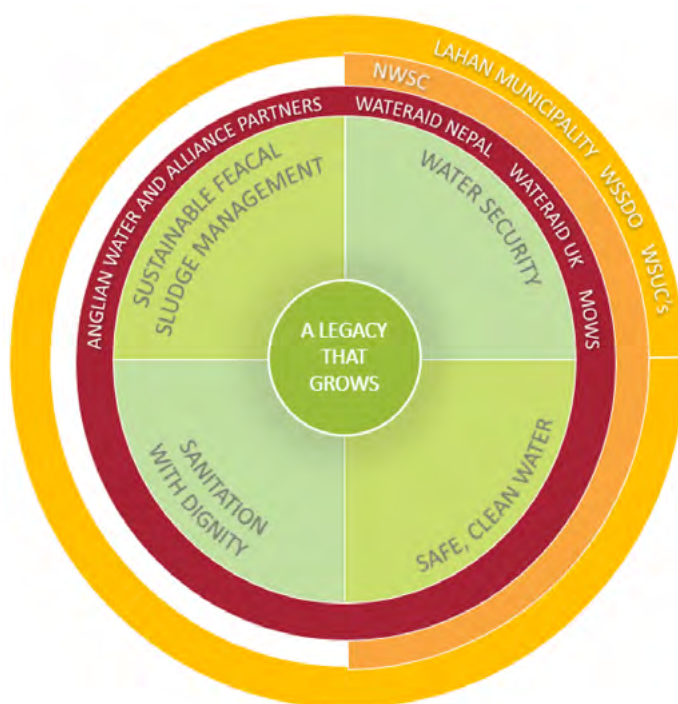 LAHAN MUNICIPALITY
WSSDO
WSUC's
NWSC
ANGLIAN WATER AND ALLIANCE PARTNERS
WATERAID NEPAL
WATERAID UK
MOWS
SUSTAINABLE FEACAL
SLUDGE MANAGEMENT
WATER SECURITY
A LEGACY
THAT
GROWS
SANITATION
WITH DIGNITY
SAFE, CLEAN WATER